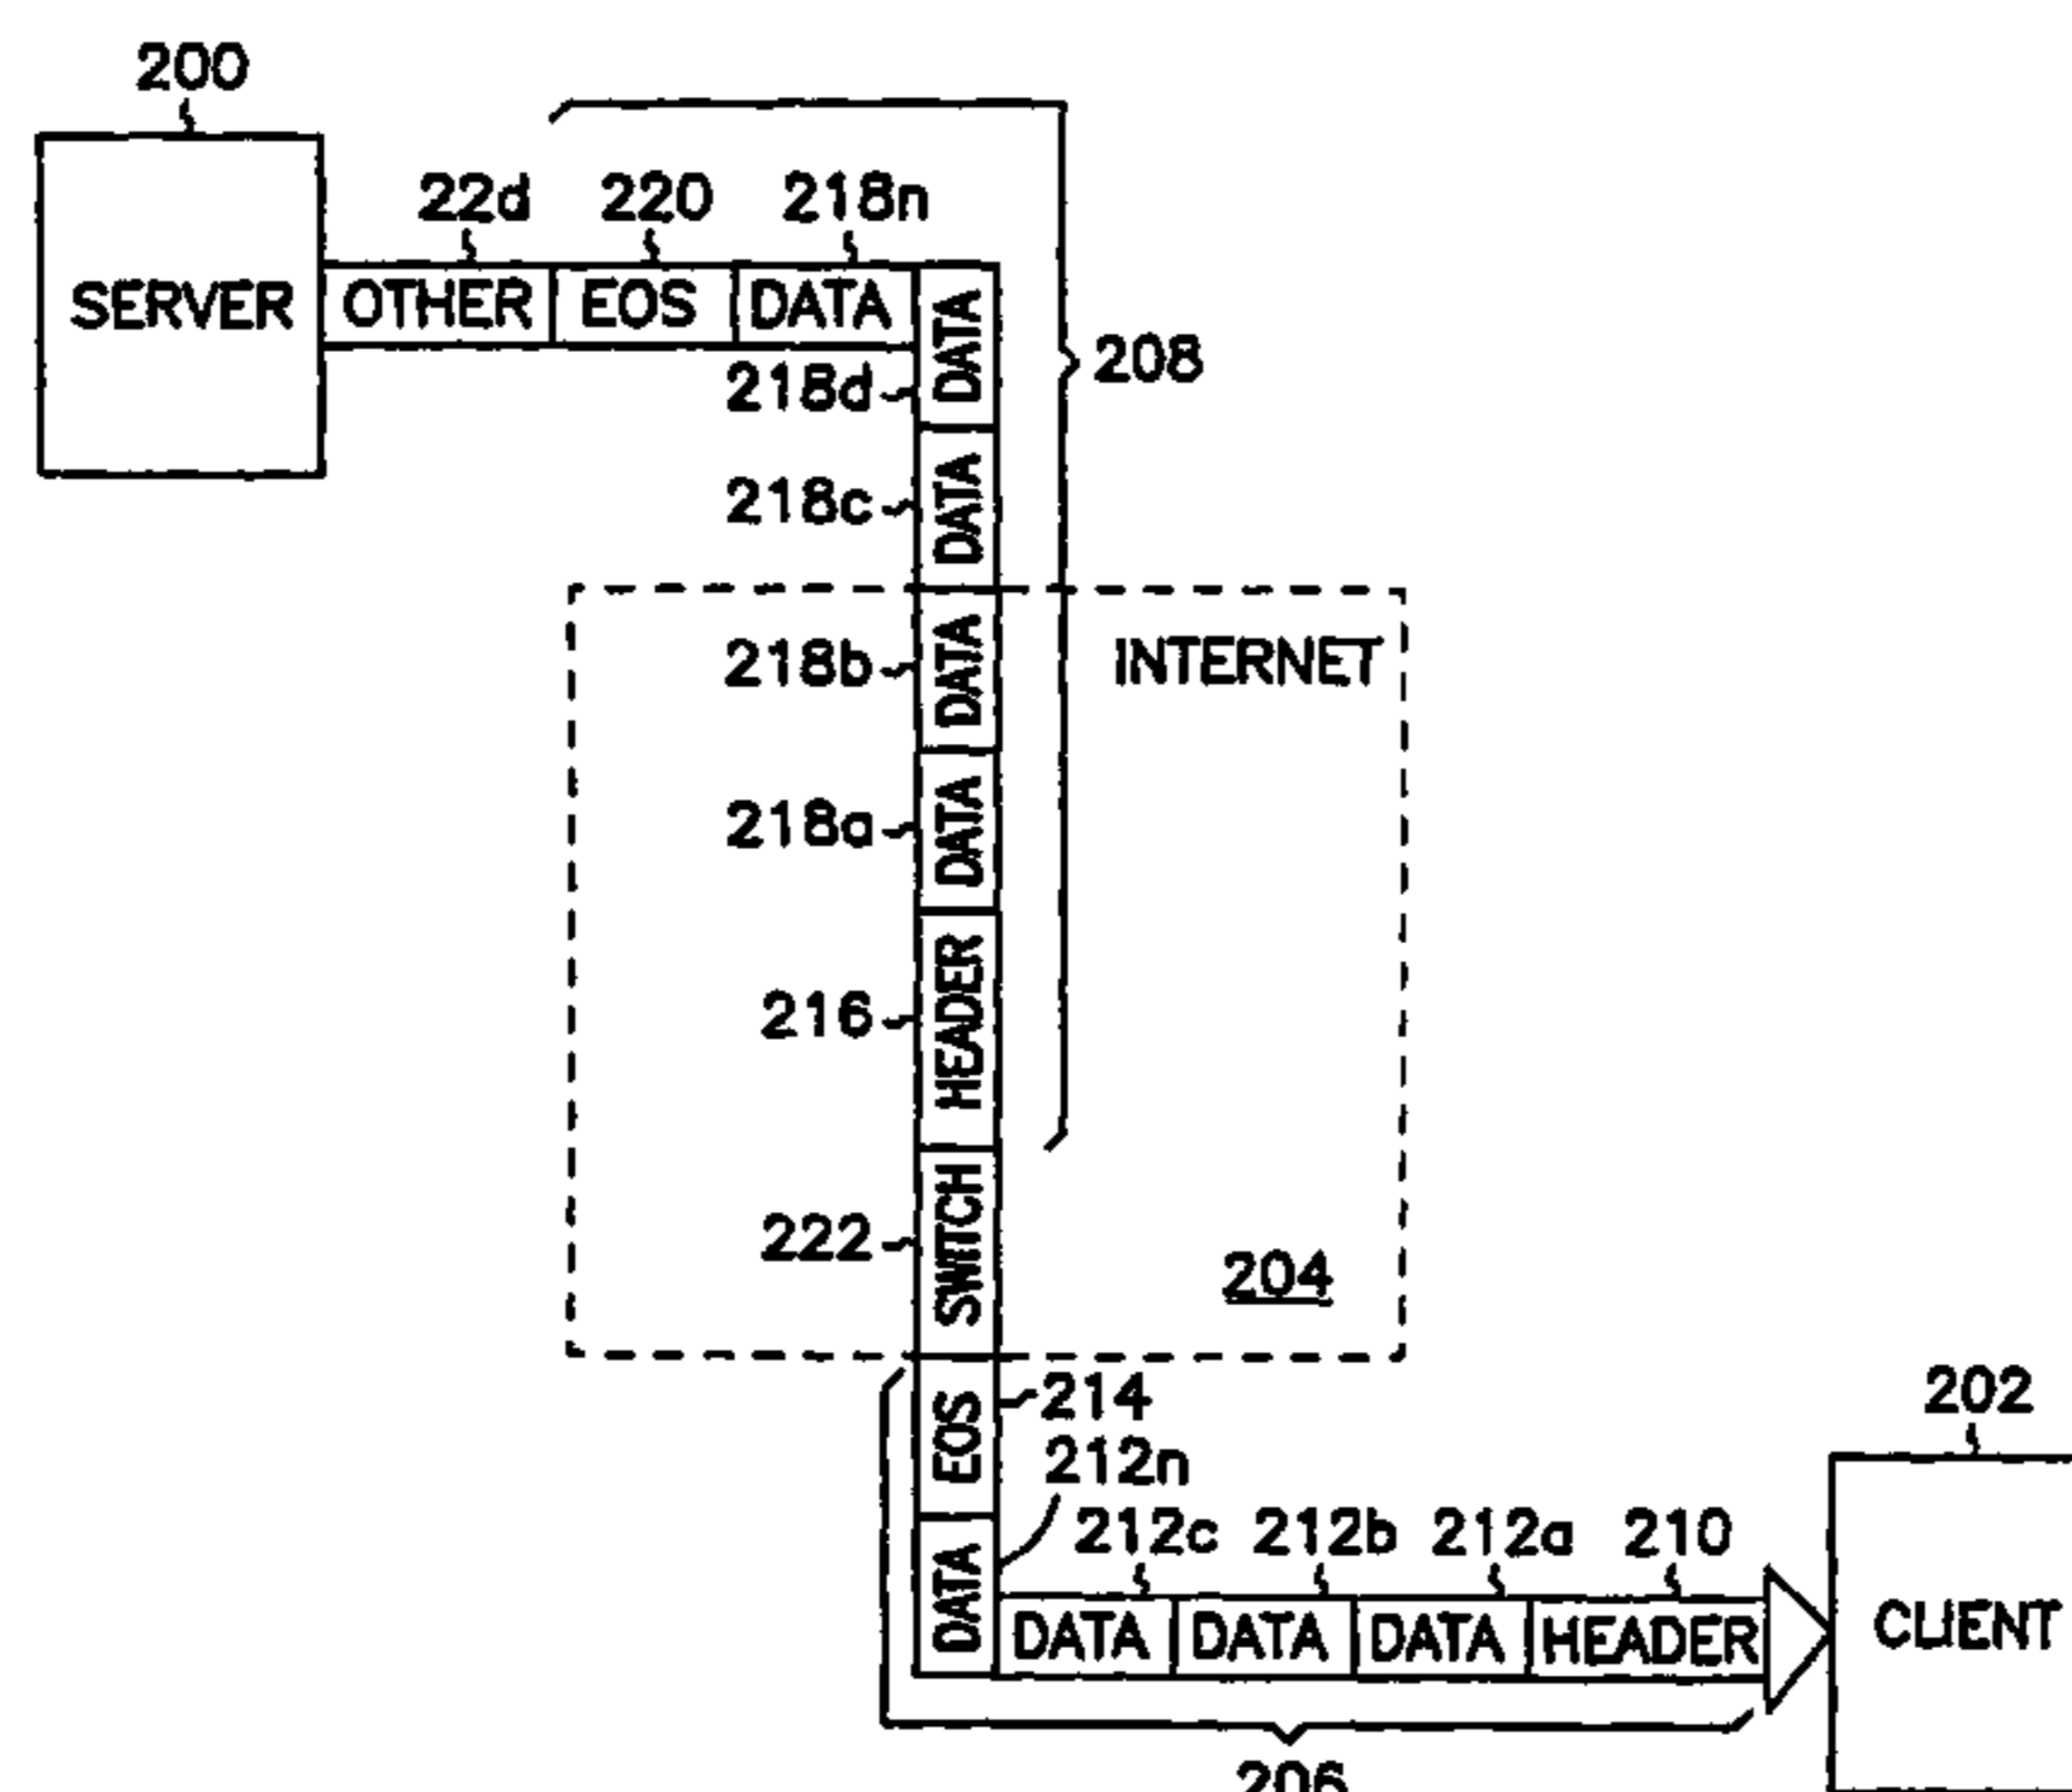 200
22d 220 218n
SERVER OTHER EOS DATA
DATA
218d
208
218c
DATA
218b
DATA
INTERNET
218a
DATA
216
HEADER
222
SWITCH
204
EOS
214
202
212n
212c 212b 212a 210
DATA
DATA DATA DATA HEADER
CLIENT
206